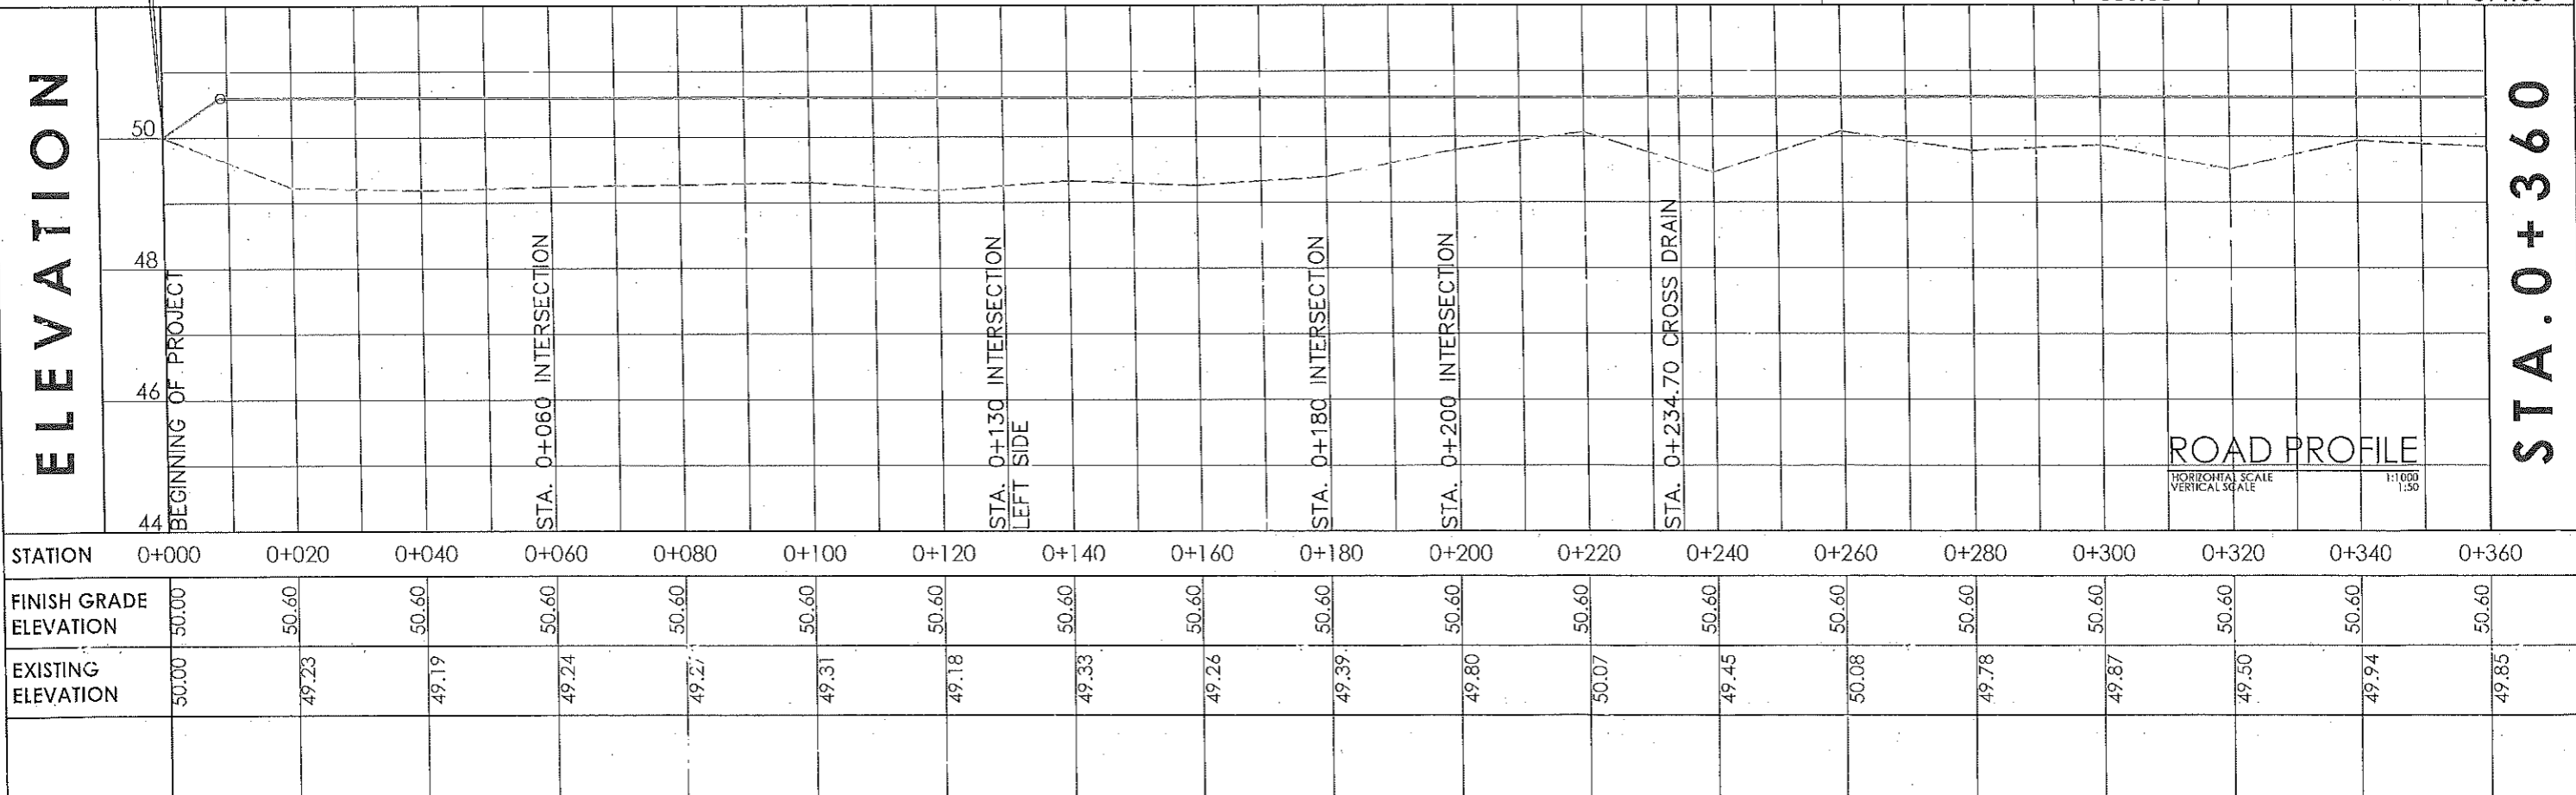 ELEVATION
50
48
46
44
BEGINNING OF PROJECT
STA. 0+060 INTERSECTION
STA. 0+130 INTERSECTION
LEFT SIDE
STA. 0+180 INTERSECTION
STA. 0+200 INTERSECTION
STA. 0+234.70 CROSS DRAIN
ROAD PROFILE
HORIZONTAL SCALE 1:1000
VERTICAL SCALE 1:50
STA.0+360
STATION 0+000 0+020 0+040 0+060 0+080 0+100 0+120 0+140 0+160 0+180 0+200 0+220 0+240 0+260 0+280 0+300 0+320 0+340 0+360
FINISH GRADE
ELEVATION
50.00 50.60 50.60 50.60 50.60 50.60 50.60 50.60 50.60 50.60 50.60 50.60 50.60 50.60 50.60 50.60 50.60 50.60 50.60
EXISTING
ELEVATION
50.00 49.23 49.19 49.24 49.27 49.31 49.18 49.33 49.26 49.39 49.80 50.07 49.45 50.08 49.78 49.87 49.50 49.94 49.85